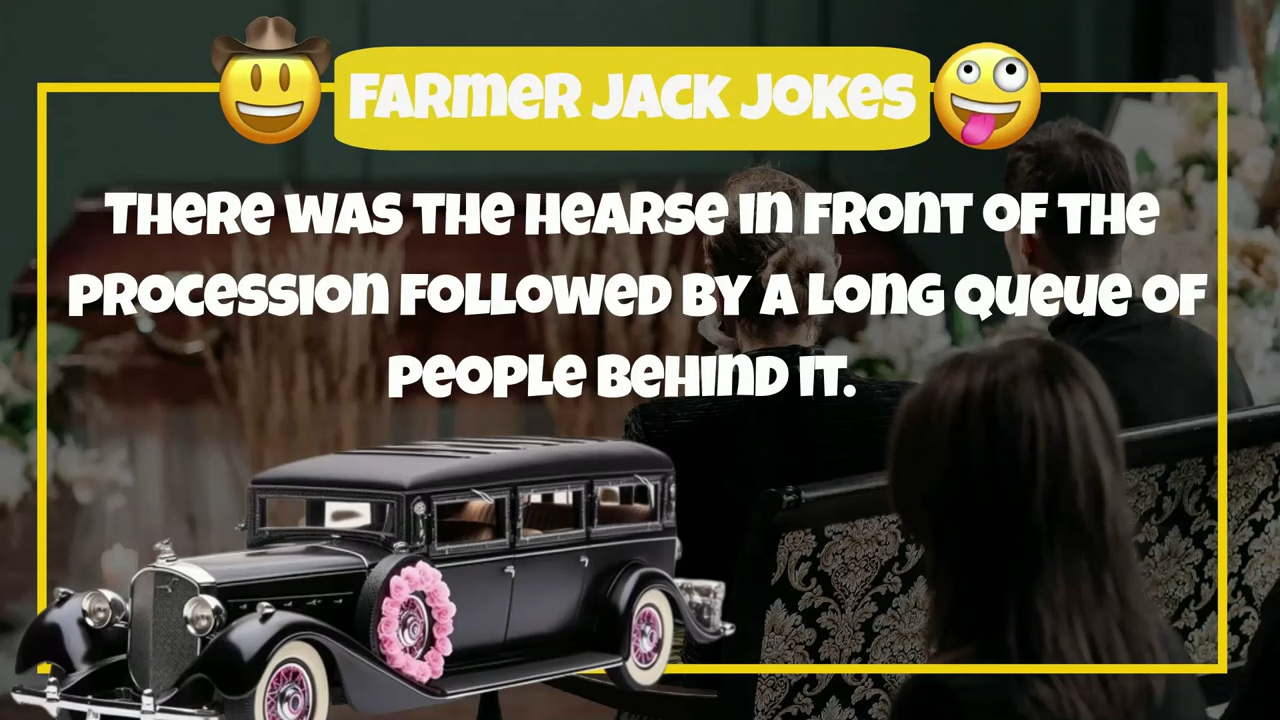 FARMER JACK JOKES
THERE WAS THE HEARSE IN FRONT OF THE
PROCESSION FOLLOWED BY A LONG QUEUE OF
PEOPLE BEHIND IT.